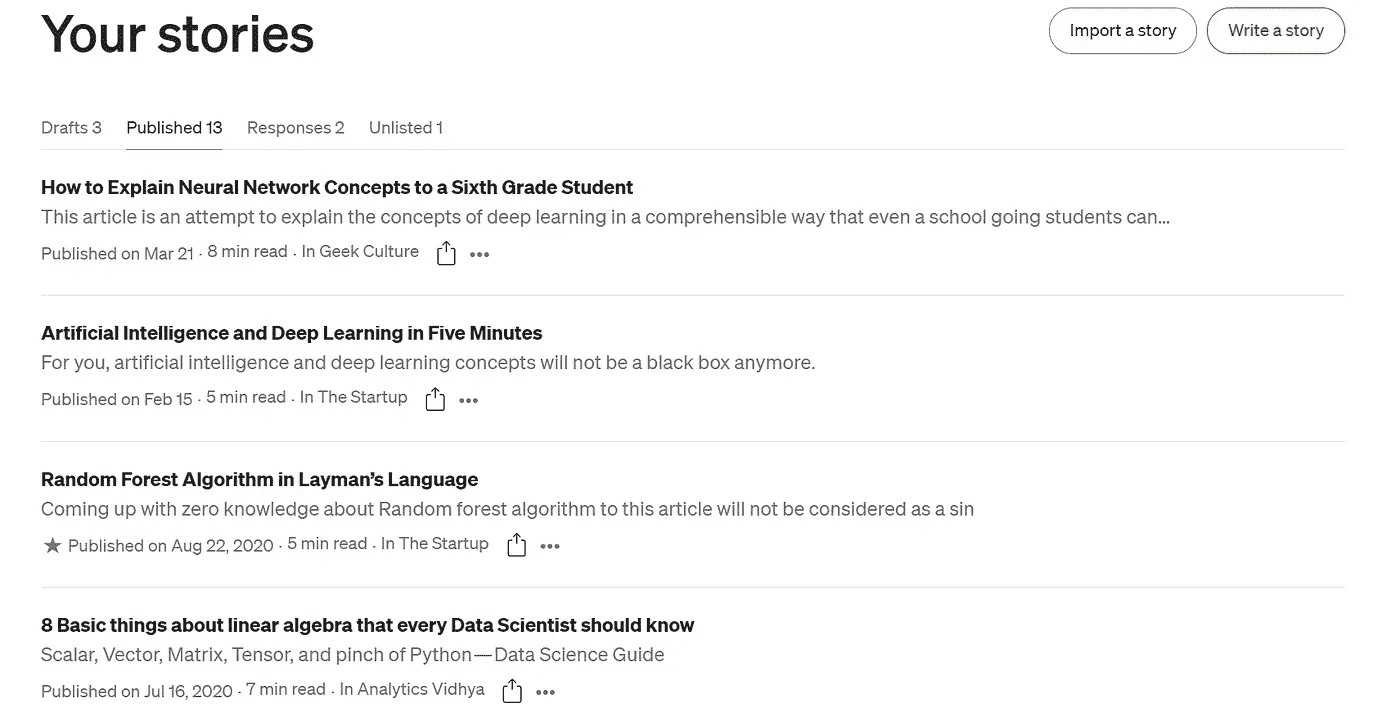 Your stories
Import a story
Write a story
Drafts 3 Published 13 Responses 2 Unlisted 1
How to Explain Neural Network Concepts to a Sixth Grade Student
This article is an attempt to explain the concepts of deep learning in a comprehensible way that even a school going students can...
Published on Mar 21 · 8 min read · In Geek Culture
Artificial Intelligence and Deep Learning in Five Minutes
For you, artificial intelligence and deep learning concepts will not be a black box anymore.
Published on Feb 15 · 5 min read · In The Startup
Random Forest Algorithm in Layman’s Language
Coming up with zero knowledge about Random forest algorithm to this article will not be considered as a sin
Published on Aug 22, 2020 · 5 min read · In The Startup
8 Basic things about linear algebra that every Data Scientist should know
Scalar, Vector, Matrix, Tensor, and pinch of Python—Data Science Guide
Published on Jul 16, 2020 · 7 min read · In Analytics Vidhya